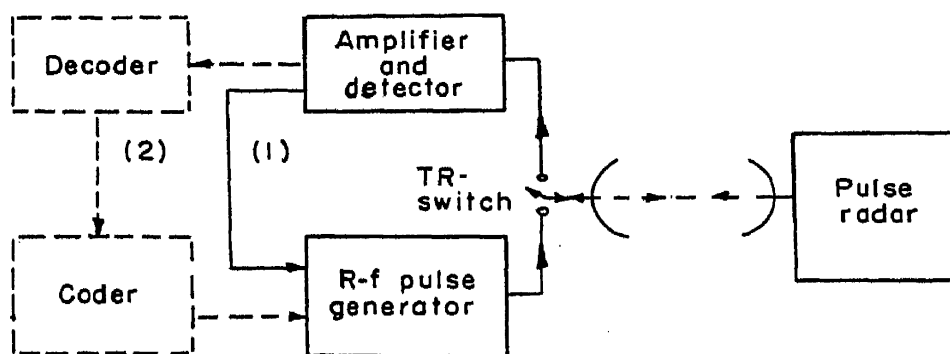 Decoder
Amplifier
and
detector
(2)
(1)
TR-
switch
Pulse
radar
Coder
R-f pulse
generator